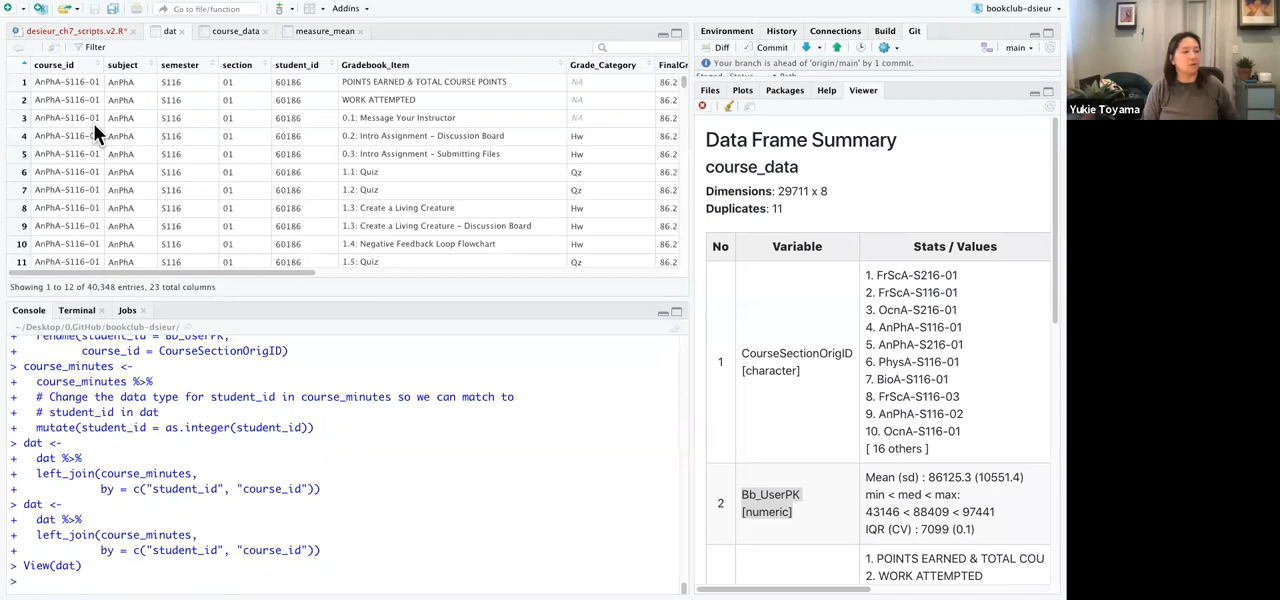 Go to file/function
Addins
bookclub-dsieur
desieur_ch7_scripts.v2.R*
dat
course_data
measure_mean
Filter
course_id subject semester section student_id Gradebook_Item Grade_Category FinalGr
1 AnPhA-S116-01 AnPhA S116 01 60186 POINTS EARNED & TOTAL COURSE POINTS NA 86.2
2 AnPhA-S116-01 AnPhA S116 01 60186 WORK ATTEMPTED NA 86.2
3 AnPhA-S116-01 AnPhA S116 01 60186 0.1: Message Your Instructor NA 86.2
4 AnPhA-S116-01 AnPhA S116 01 60186 0.2: Intro Assignment - Discussion Board Hw 86.2
5 AnPhA-S116-01 AnPhA S116 01 60186 0.3: Intro Assignment - Submitting Files Hw 86.2
6 AnPhA-S116-01 AnPhA S116 01 60186 1.1: Quiz Qz 86.2
7 AnPhA-S116-01 AnPhA S116 01 60186 1.2: Quiz Qz 86.2
8 AnPhA-S116-01 AnPhA S116 01 60186 1.3: Create a Living Creature Hw 86.2
9 AnPhA-S116-01 AnPhA S116 01 60186 1.3: Create a Living Creature - Discussion Board Hw 86.2
10 AnPhA-S116-01 AnPhA S116 01 60186 1.4: Negative Feedback Loop Flowchart Hw 86.2
11 AnPhA-S116-01 AnPhA S116 01 60186 1.5: Quiz Qz 86.2
Showing 1 to 12 of 40,348 entries, 23 total columns
Console Terminal Jobs
~/Desktop/0.GitHub/bookclub-dsieur/
+ rename(student_id = Bb_UserPK,
+ course_id = CourseSectionOrigID)
> course_minutes <-
+ course_minutes %>%
+ # Change the data type for student_id in course_minutes so we can match to
+ # student_id in dat
+ mutate(student_id = as.integer(student_id))
> dat <-
+ dat %>%
+ left_join(course_minutes,
+ by = c("student_id", "course_id"))
> dat <-
+ dat %>%
+ left_join(course_minutes,
+ by = c("student_id", "course_id"))
> View(dat)
>
Environment History Connections Build Git
Diff Commit main
Your branch is ahead of 'origin/main' by 1 commit.
Files Plots Packages Help Viewer
Data Frame Summary
course_data
Dimensions: 29711 x 8
Duplicates: 11
No Variable Stats / Values
1 CourseSectionOrigID
[character]
1. FrScA-S216-01
2. FrScA-S116-01
3. OcnA-S216-01
4. AnPhA-S116-01
5. AnPhA-S216-01
6. PhysA-S116-01
7. BioA-S116-01
8. FrScA-S116-03
9. AnPhA-S116-02
10. OcnA-S116-01
[ 16 others ]
2 Bb_UserPK
[numeric]
Mean (sd) : 86125.3 (10551.4)
min < med < max:
43146 < 88409 < 97441
IQR (CV) : 7099 (0.1)
1. POINTS EARNED & TOTAL COU
2. WORK ATTEMPTED
Yukie Toyama